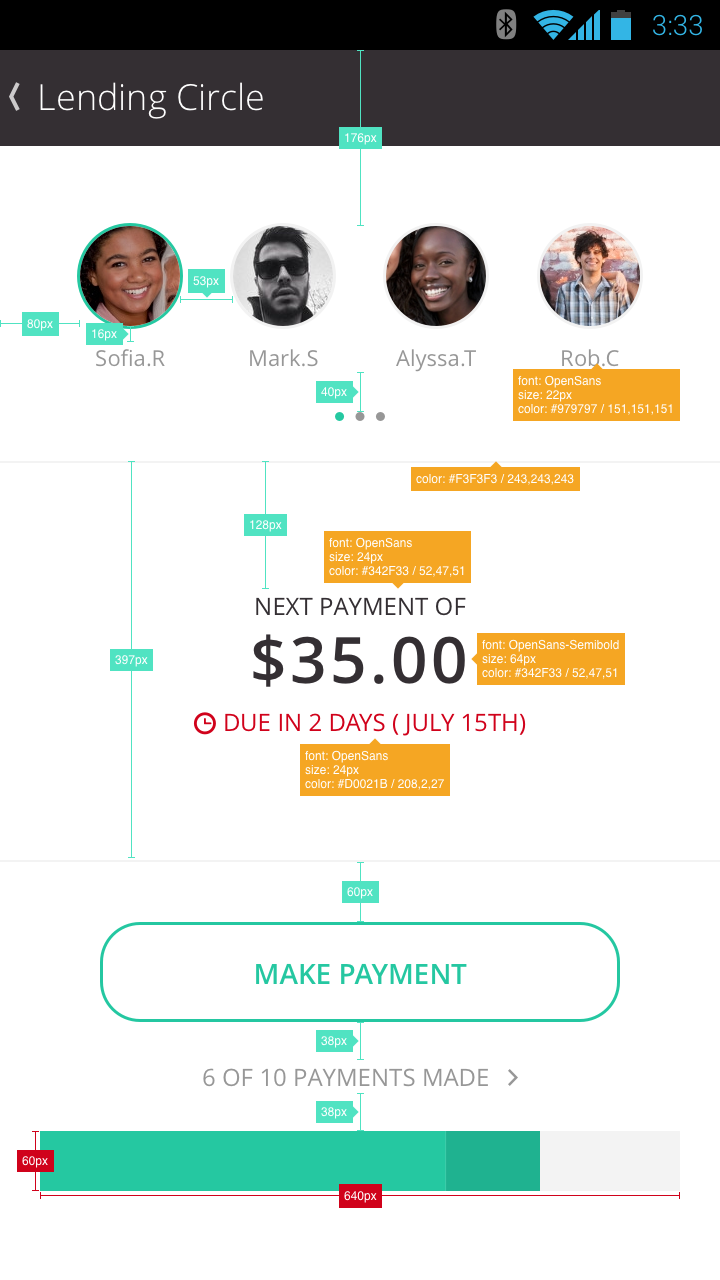 3:33
Lending Circle
176px
53px
80px
16px
Sofia.R
Mark.S
Alyssa.T
Rob.C
font: OpenSans
size: 22px
color: #979797 / 151,151,151
40px
color: #F3F3F3 / 243,243,243
128px
font: OpenSans
size: 24px
color: #342F33 / 52,47,51
NEXT PAYMENT OF
$35.00
font: OpenSans-Semibold
size: 64px
color: #342F33 / 52,47,51
397px
DUE IN 2 DAYS ( JULY 15TH)
font: OpenSans
size: 24px
color: #D0021B / 208,2,27
60px
MAKE PAYMENT
38px
6 OF 10 PAYMENTS MADE
38px
60px
640px